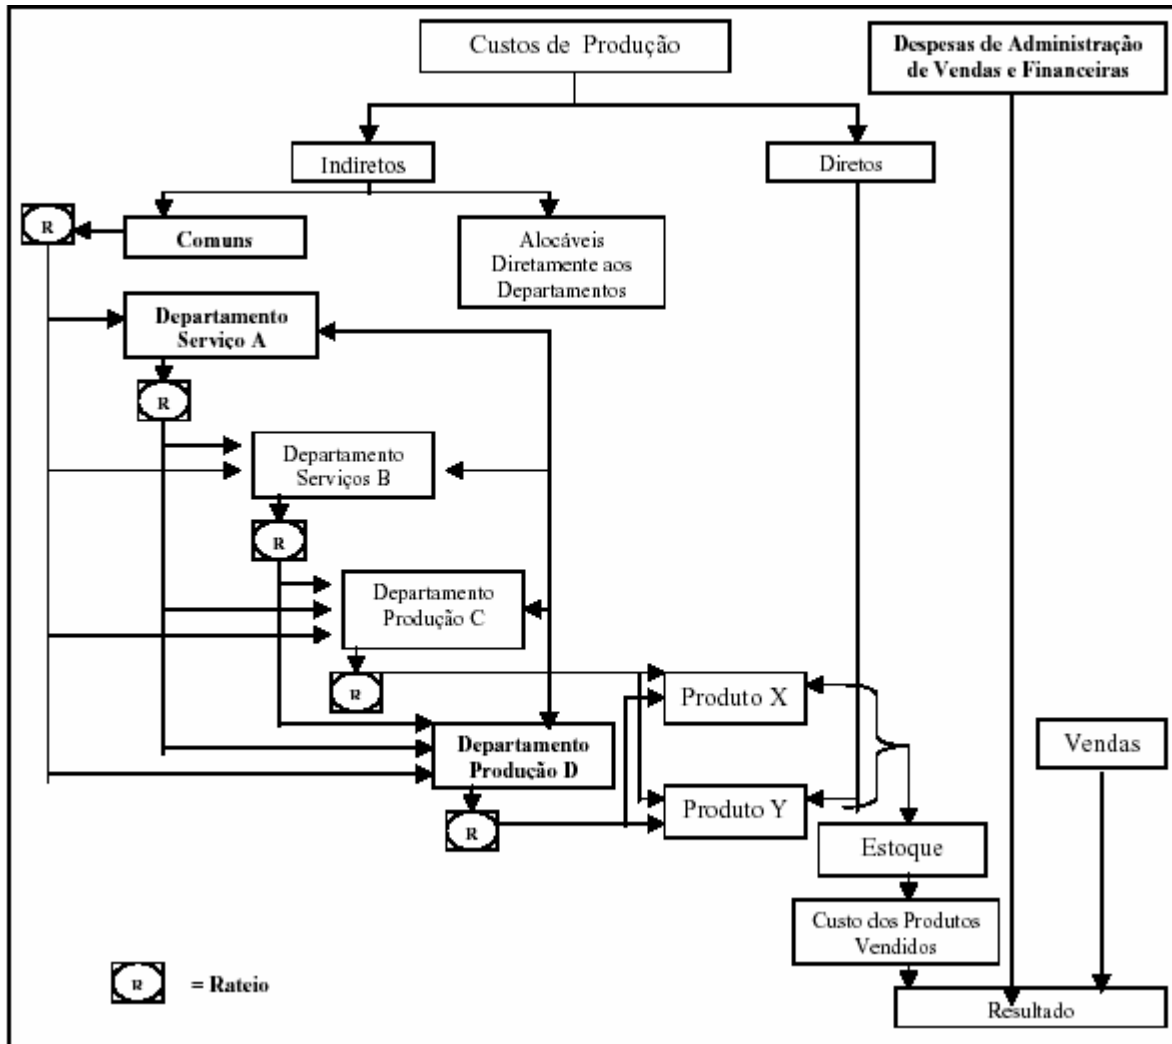 Custos de Produção
Despesas de Administração
de Vendas e Financeiras
Indiretos
Diretos
R
Comuns
Alocáveis
Diretamente aos
Departamentos
Departamento
Serviço A
R
Departamento
Serviços B
R
Departamento
Produção C
R
Produto X
Departamento
Produção D
Vendas
R
Produto Y
Estoque
Custo dos Produtos
Vendidos
R
= Rateio
Resultado